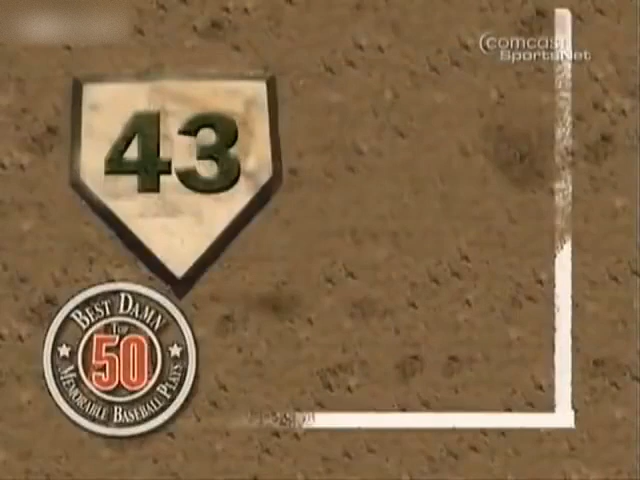 comcast
SportsNet
43
BEST DAMN
TOP
50
MEMORABLE BASEBALL PLAYS